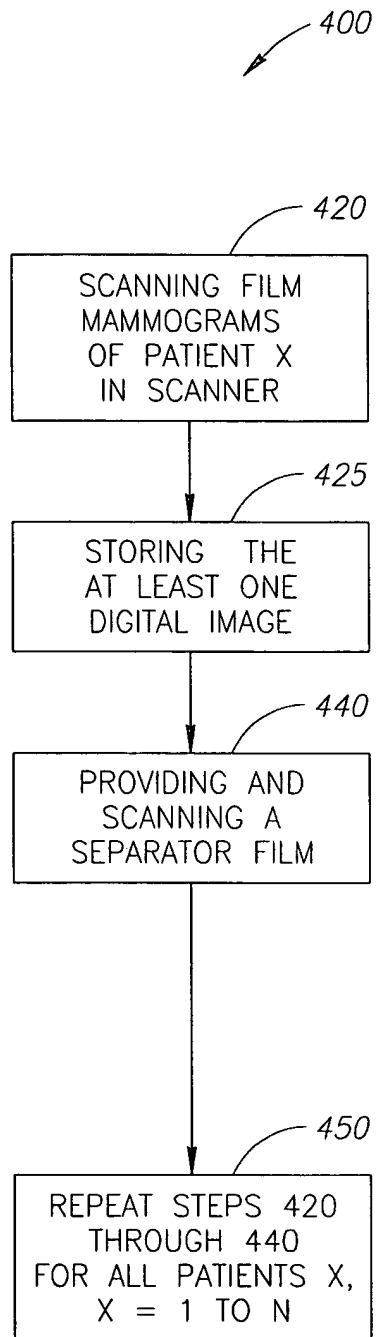 400
420
SCANNING FILM
MAMMOGRAMS
OF PATIENT X
IN SCANNER
425
STORING THE
AT LEAST ONE
DIGITAL IMAGE
440
PROVIDING AND
SCANNING A
SEPARATOR FILM
450
REPEAT STEPS 420
THROUGH 440
FOR ALL PATIENTS X,
X = 1 TO N